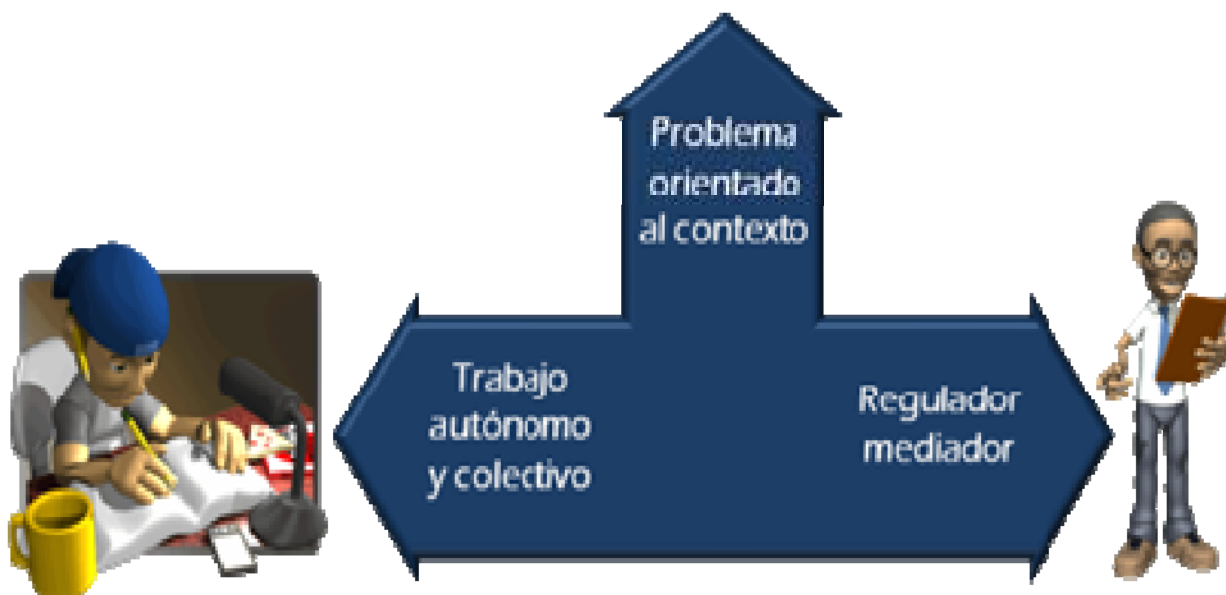 Problema
orientado
al contexto
Trabajo
autónomo
y colectivo
Regulador
mediador